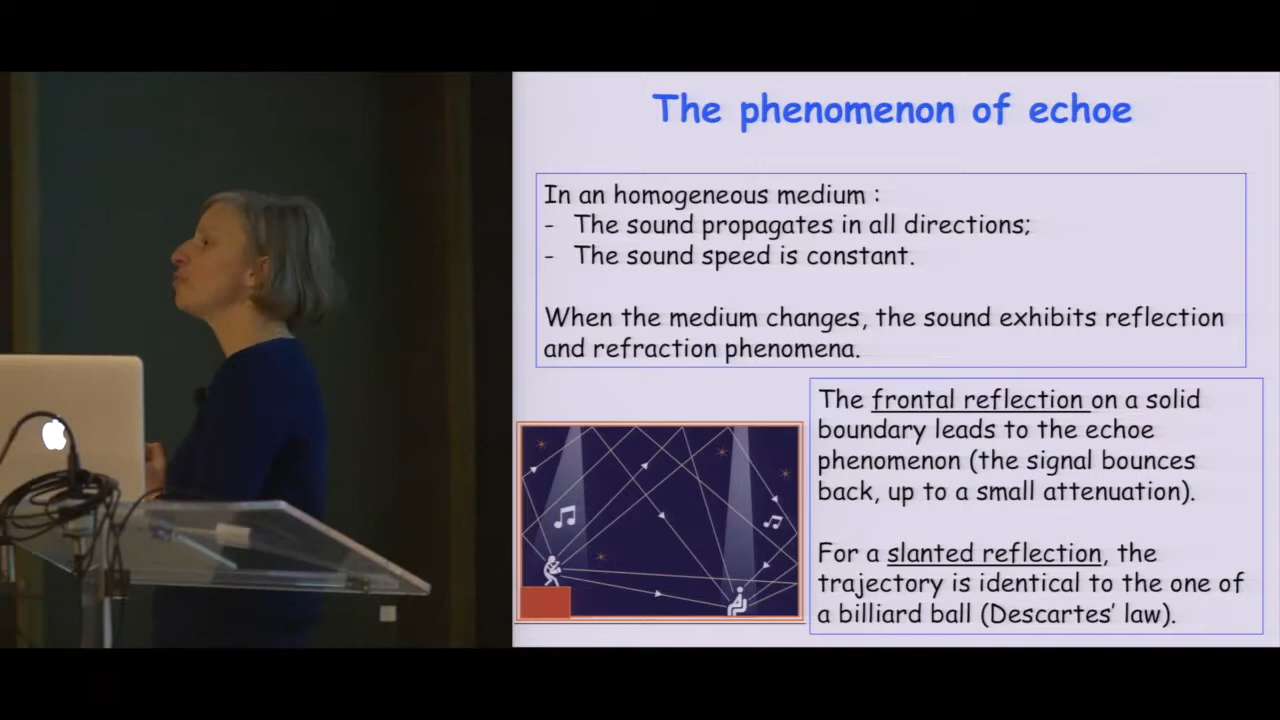 The phenomenon of echoe
In an homogeneous medium :
- The sound propagates in all directions;
- The sound speed is constant.
When the medium changes, the sound exhibits reflection
and refraction phenomena.
The frontal reflection on a solid
boundary leads to the echoe
phenomenon (the signal bounces
back, up to a small attenuation).
For a slanted reflection, the
trajectory is identical to the one of
a billiard ball (Descartes’ law).